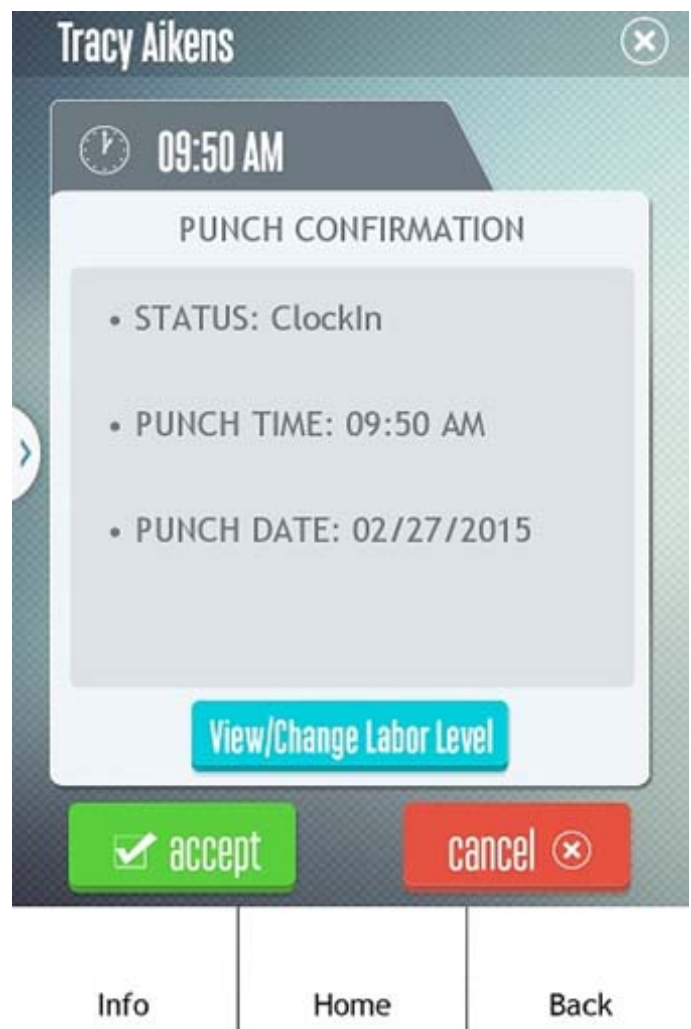 Tracy Aikens
09:50 AM
PUNCH CONFIRMATION
• STATUS: ClockIn
• PUNCH TIME: 09:50 AM
• PUNCH DATE: 02/27/2015
View/Change Labor Level
accept
cancel
Info
Home
Back